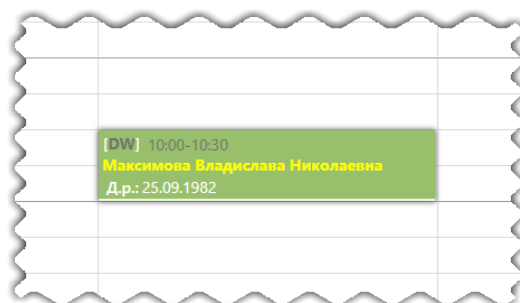 [DW] 10:00-10:30
Максимова Владислава Николаевна
Д.р.: 25.09.1982